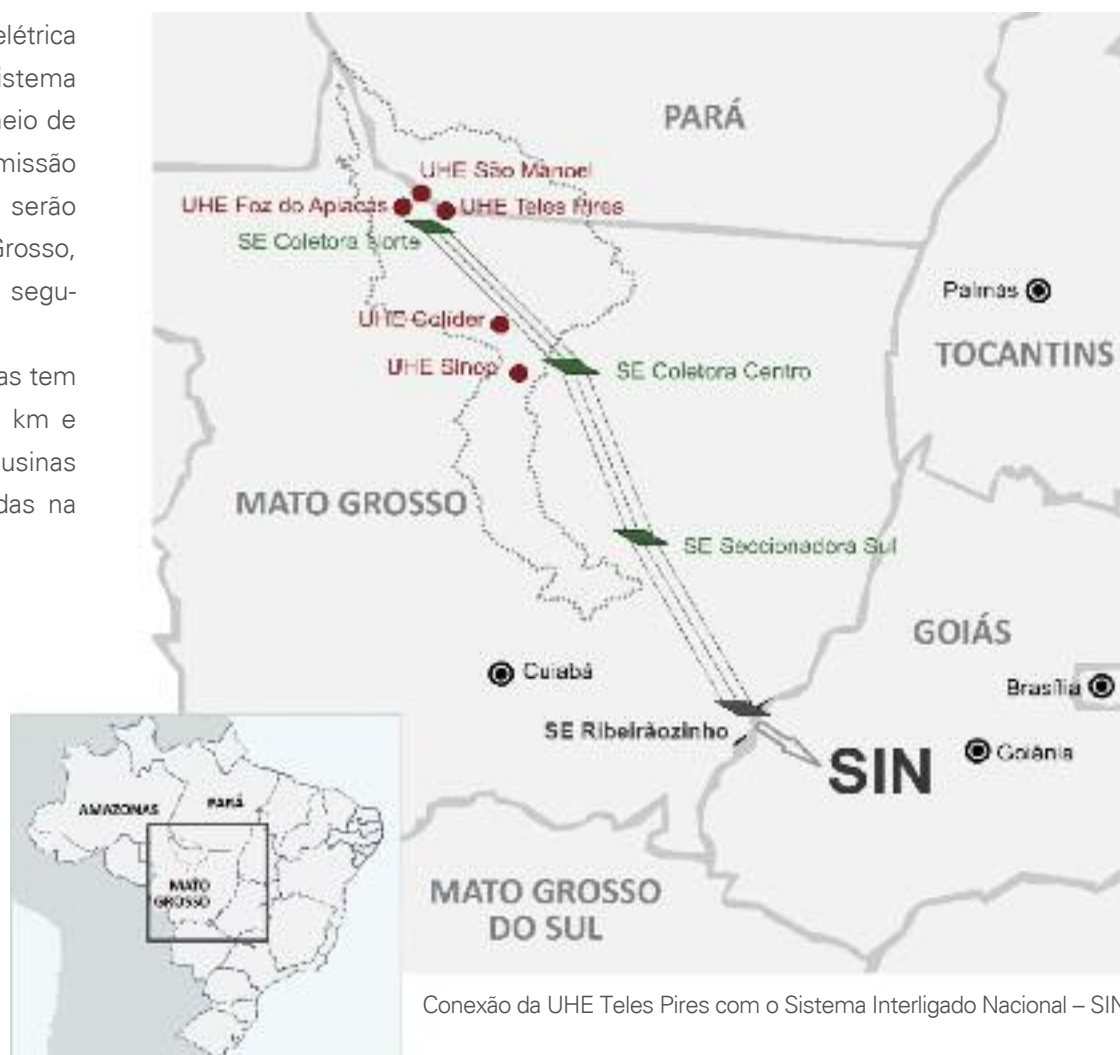 elétrica
istema
neio de
missão
serão
Grosso,
segu-
as tem
km e
usinas
das na
PARÁ
UHE São Manoel
UHE Foz do Apiacás
UHE Teles Pires
SE Coletora Norte
Palmas
UHE Colider
TOCANTINS
UHE Sinop
SE Coletora Centro
MATO GROSSO
SE Seccionadora Sul
GOIÁS
Cuiabá
Brasília
SE Ribeirãozinho
SIN
Goiânia
AMAZONAS
PARÁ
MATO
GROSSO
MATO GROSSO
DO SUL
Conexão da UHE Teles Pires com o Sistema Interligado Nacional – SIN